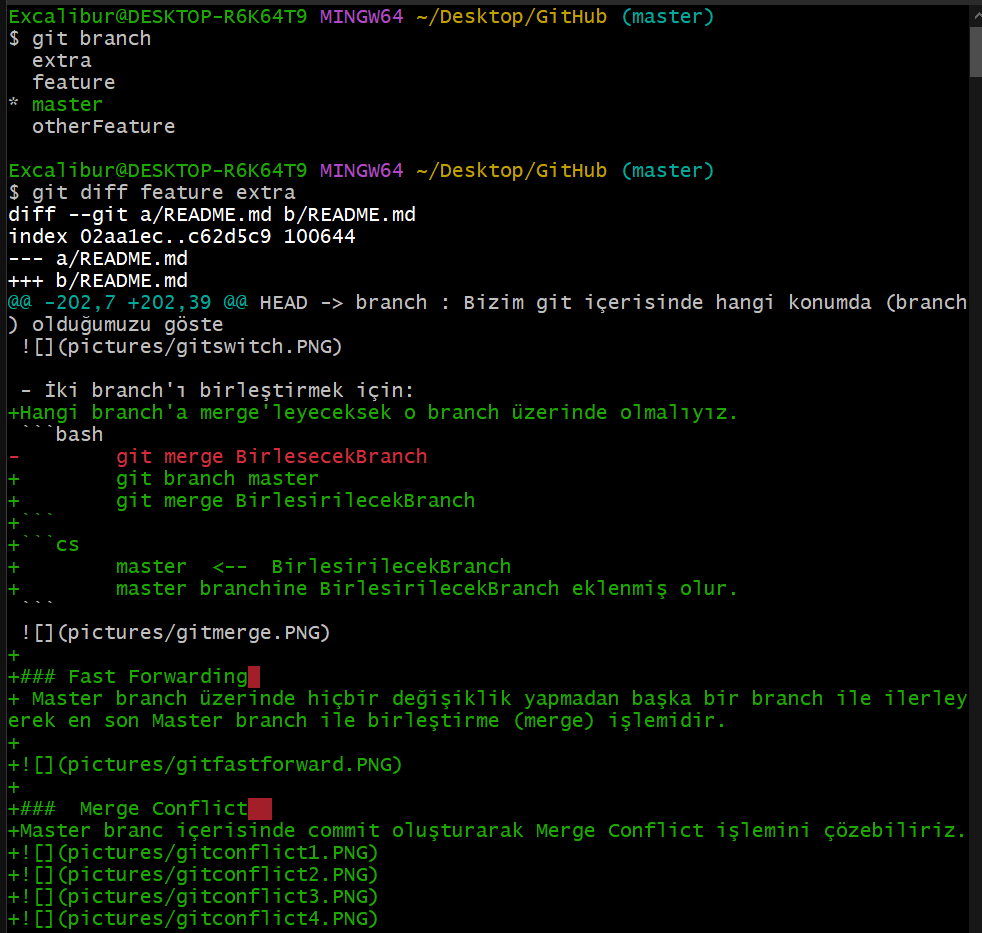 Excalibur@DESKTOP-R6K64T9 MINGW64 ~/Desktop/GitHub (master)
$ git branch
  extra
  feature
* master
  otherFeature

Excalibur@DESKTOP-R6K64T9 MINGW64 ~/Desktop/GitHub (master)
$ git diff feature extra
diff --git a/README.md b/README.md
index 02aa1ec..c62d5c9 100644
--- a/README.md
+++ b/README.md
@@ -202,7 +202,39 @@ HEAD -> branch : Bizim git içerisinde hangi konumda (branch
) olduğumuzu göste
 ![](pictures/gitswitch.PNG)

 - İki branch'ı birleştirmek için:
+Hangi branch'a merge'leyeceksek o branch üzerinde olmalıyız.
 ```bash
-        git merge BirlesecekBranch
+        git branch master
+        git merge BirlesirilecekBranch
+```
+```cs
+        master  <--  BirlesirilecekBranch
+        master branchine BirlesirilecekBranch eklenmiş olur.
 ```
 ![](pictures/gitmerge.PNG)
+
+### Fast Forwarding
+ Master branch üzerinde hiçbir değişiklik yapmadan başka bir branch ile ilerley
erek en son Master branch ile birleştirme (merge) işlemidir.
+
+![](pictures/gitfastforward.PNG)
+
+###  Merge Conflict
+Master branc içerisinde commit oluşturarak Merge Conflict işlemini çözebiliriz.
+![](pictures/gitconflict1.PNG)
+![](pictures/gitconflict2.PNG)
+![](pictures/gitconflict3.PNG)
+![](pictures/gitconflict4.PNG)